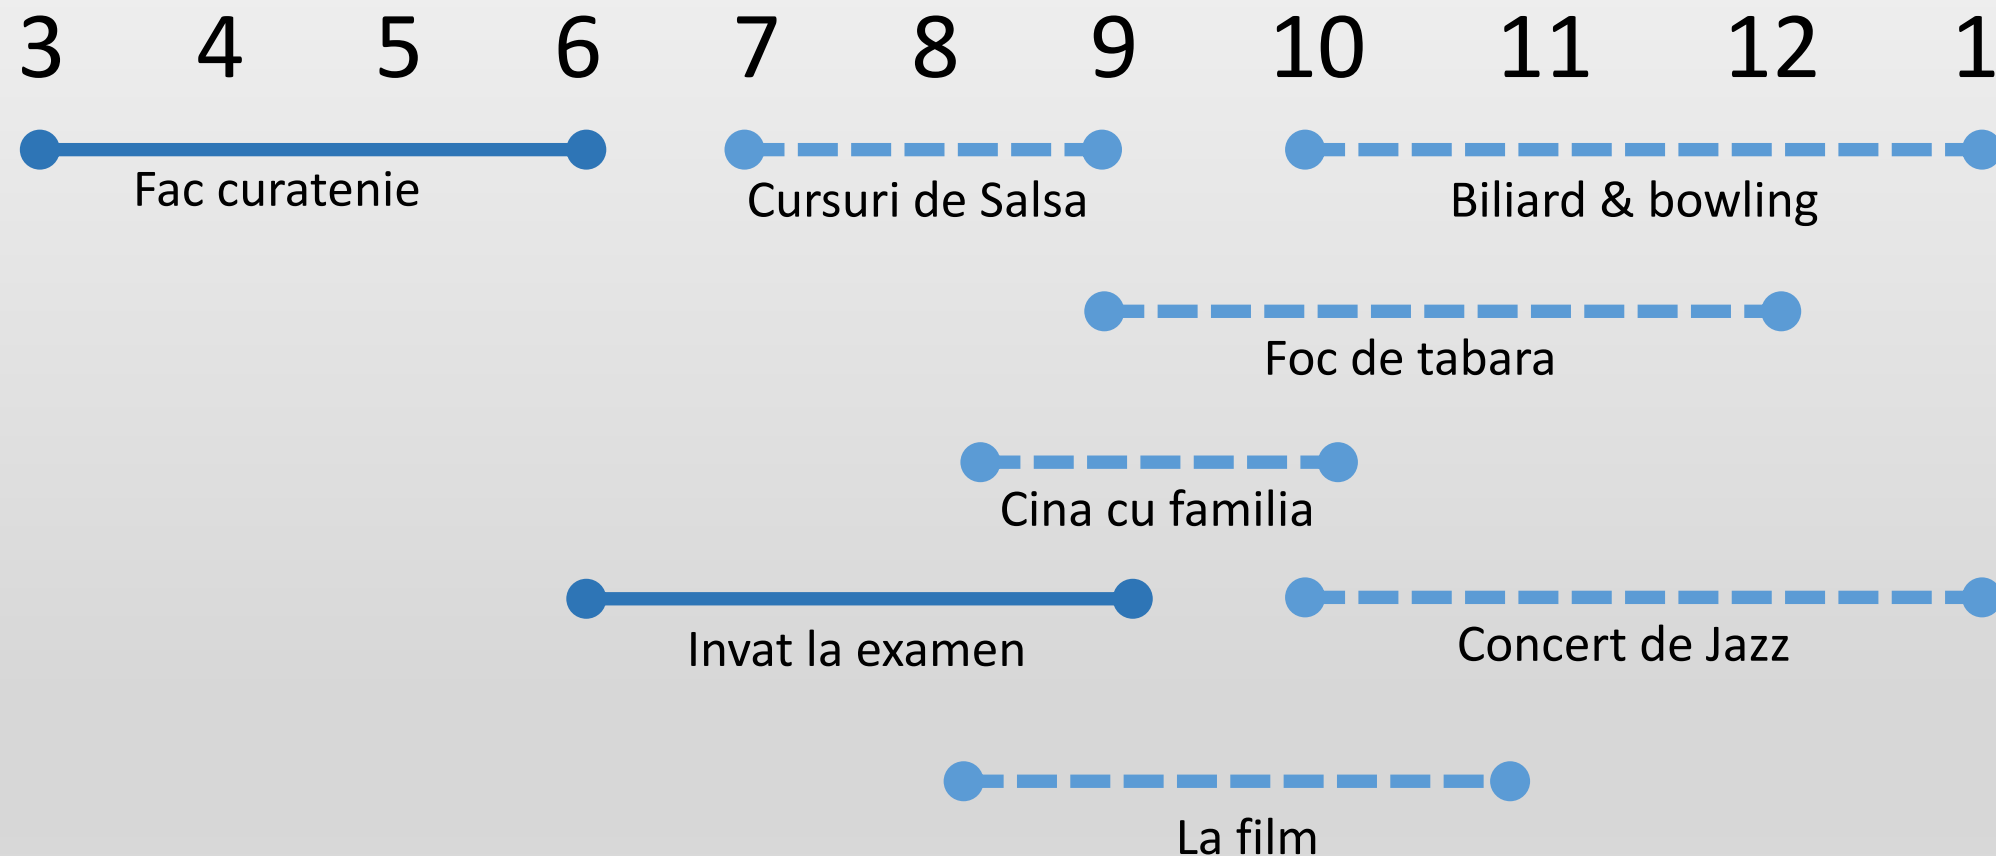 3 4 5 6 7 8 9 10 11 12 1
Fac curatenie
Cursuri de Salsa
Biliard & bowling
Foc de tabara
Cina cu familia
Invat la examen
Concert de Jazz
La film